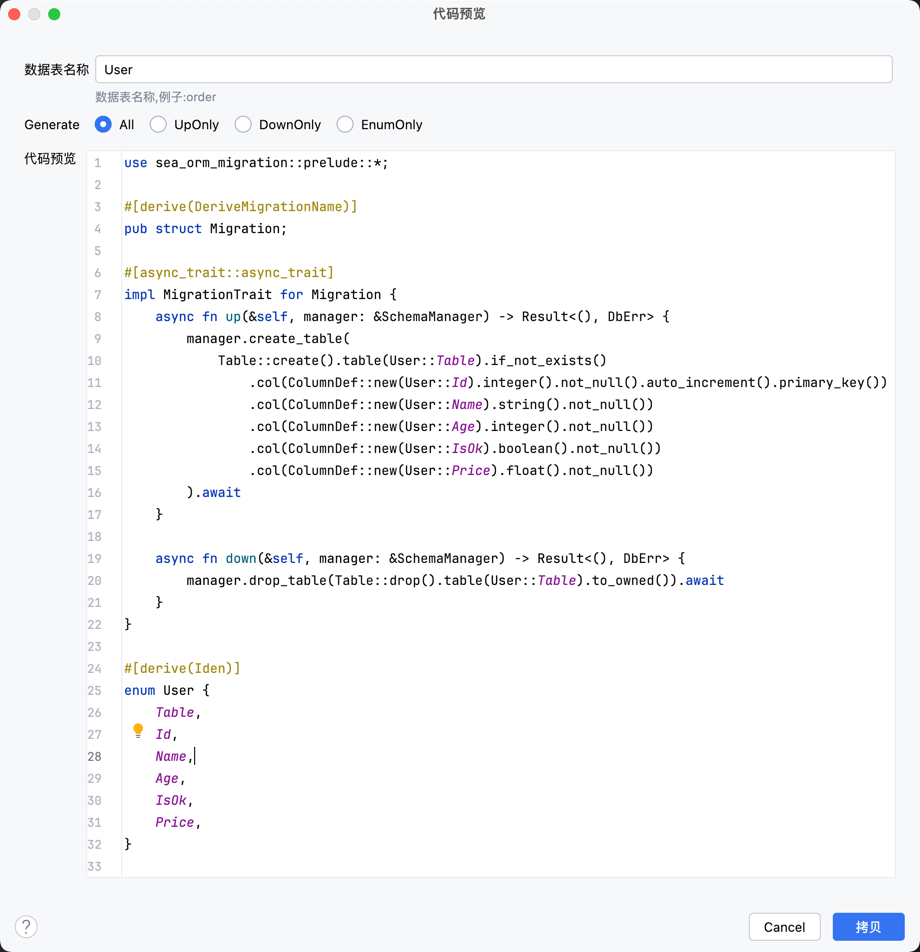 代码预览
数据表名称 User
数据表名称,例子:order
Generate All UpOnly DownOnly EnumOnly
代码预览
1 use sea_orm_migration::prelude::*;
2
3 #[derive(DeriveMigrationName)]
4 pub struct Migration;
5
6 #[async_trait::async_trait]
7 impl MigrationTrait for Migration {
8     async fn up(&self, manager: &SchemaManager) -> Result<(), DbErr> {
9         manager.create_table(
10             Table::create().table(User::Table).if_not_exists()
11                 .col(ColumnDef::new(User::Id).integer().not_null().auto_increment().primary_key())
12                 .col(ColumnDef::new(User::Name).string().not_null())
13                 .col(ColumnDef::new(User::Age).integer().not_null())
14                 .col(ColumnDef::new(User::IsOk).boolean().not_null())
15                 .col(ColumnDef::new(User::Price).float().not_null())
16         ).await
17     }
18
19     async fn down(&self, manager: &SchemaManager) -> Result<(), DbErr> {
20         manager.drop_table(Table::drop().table(User::Table).to_owned()).await
21     }
22 }
23
24 #[derive(Iden)]
25 enum User {
26     Table,
27     Id,
28     Name,
29     Age,
30     IsOk,
31     Price,
32 }
33
? Cancel 拷贝